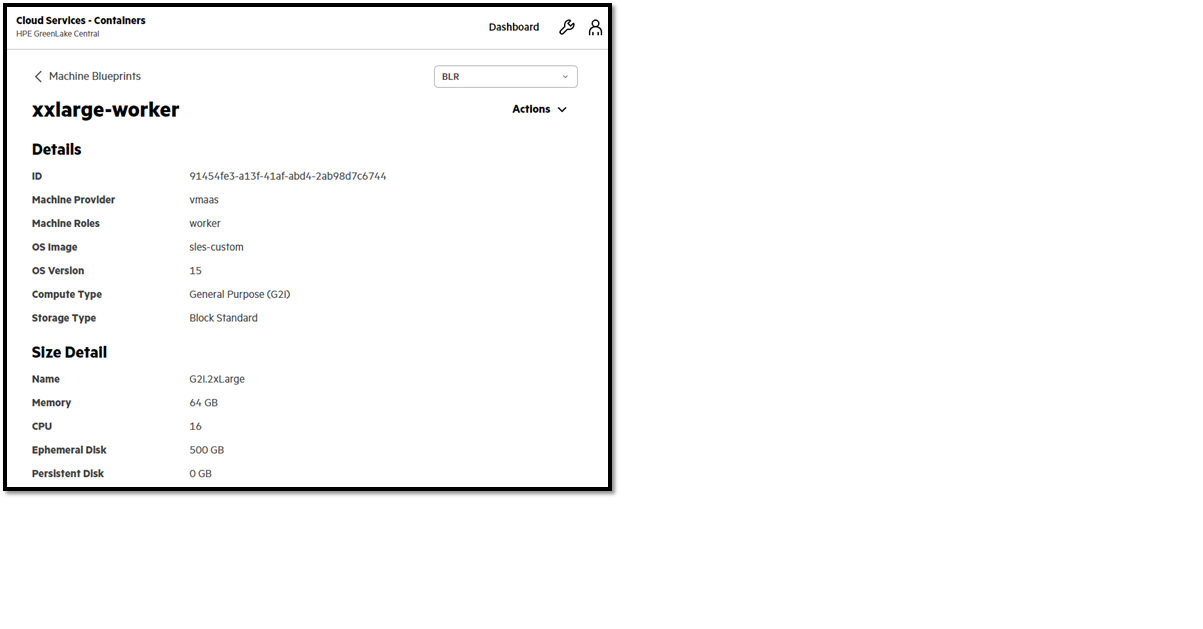 Cloud Services - Containers
HPE GreenLake Central
Dashboard
Machine Blueprints
BLR
xxlarge-worker
Actions
Details
ID 91454fe3-a13f-41af-abd4-2ab98d7c6744
Machine Provider vmaas
Machine Roles worker
OS Image sles-custom
OS Version 15
Compute Type General Purpose (G2i)
Storage Type Block Standard
Size Detail
Name G2i.2xLarge
Memory 64 GB
CPU 16
Ephemeral Disk 500 GB
Persistent Disk 0 GB